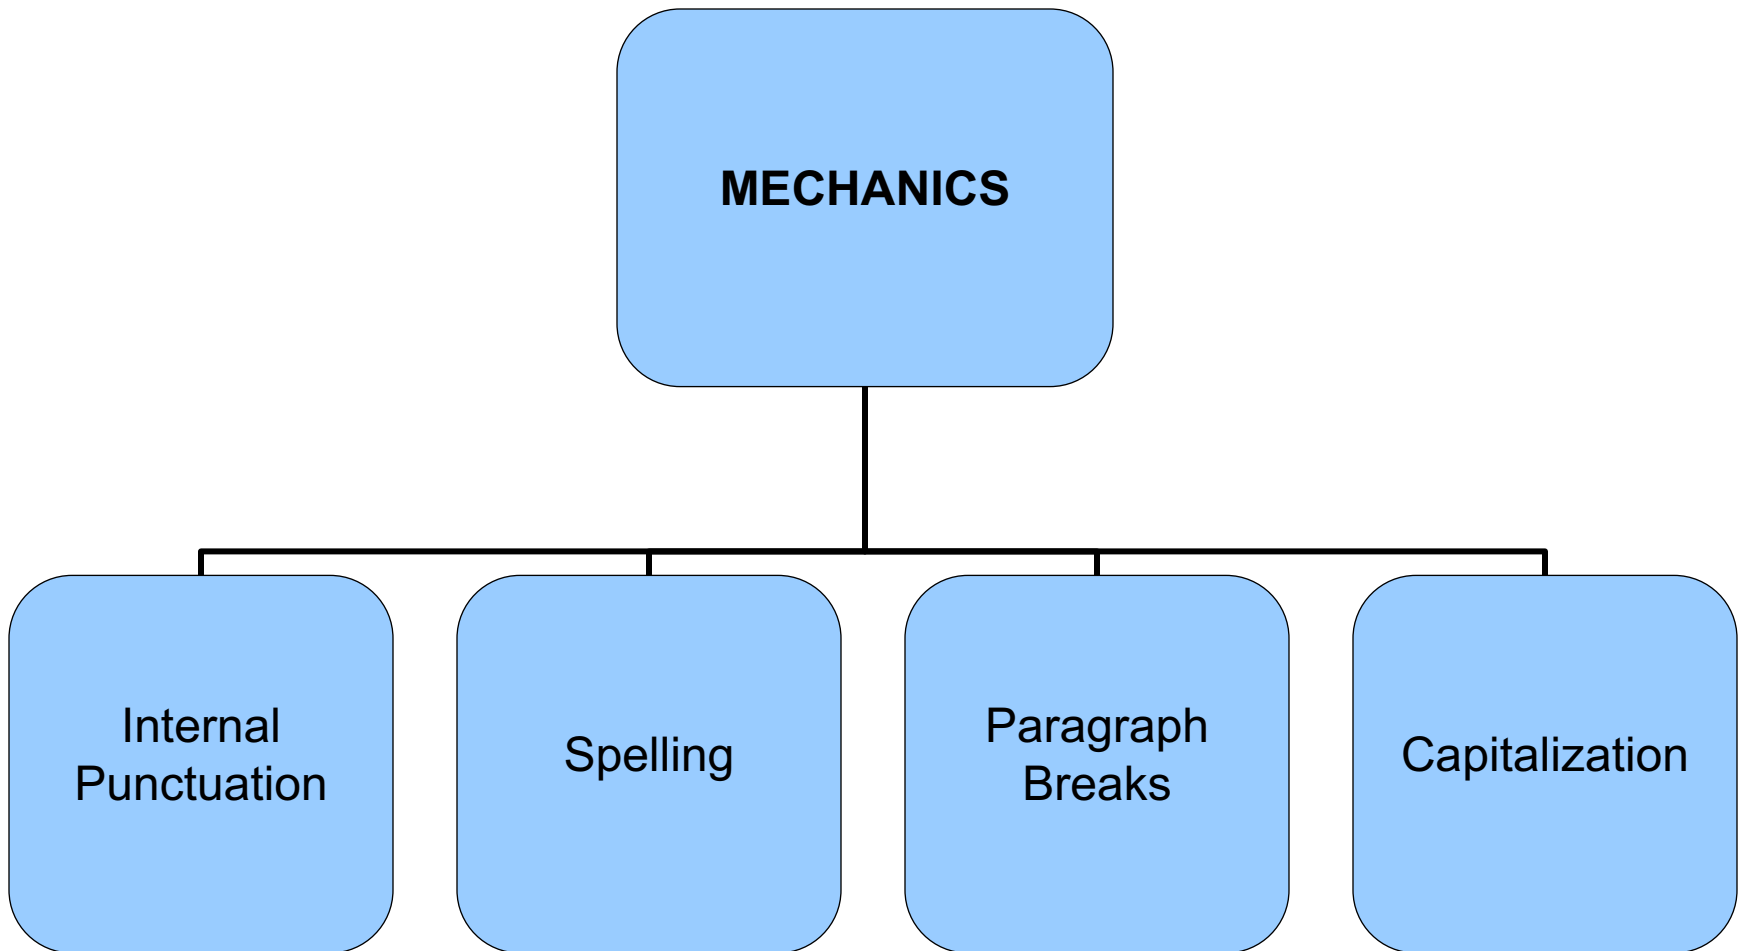 MECHANICS
Internal
Punctuation
Spelling
Paragraph
Breaks
Capitalization